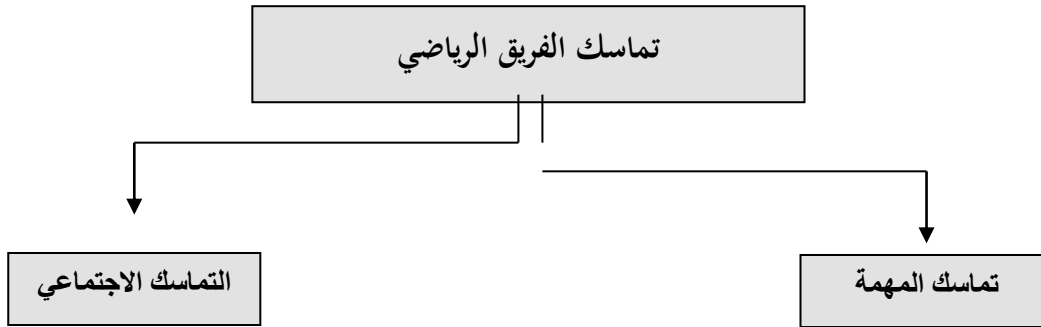 تماسك الفريق الرياضي
تماسك المهمة
التماسك الاجتماعي